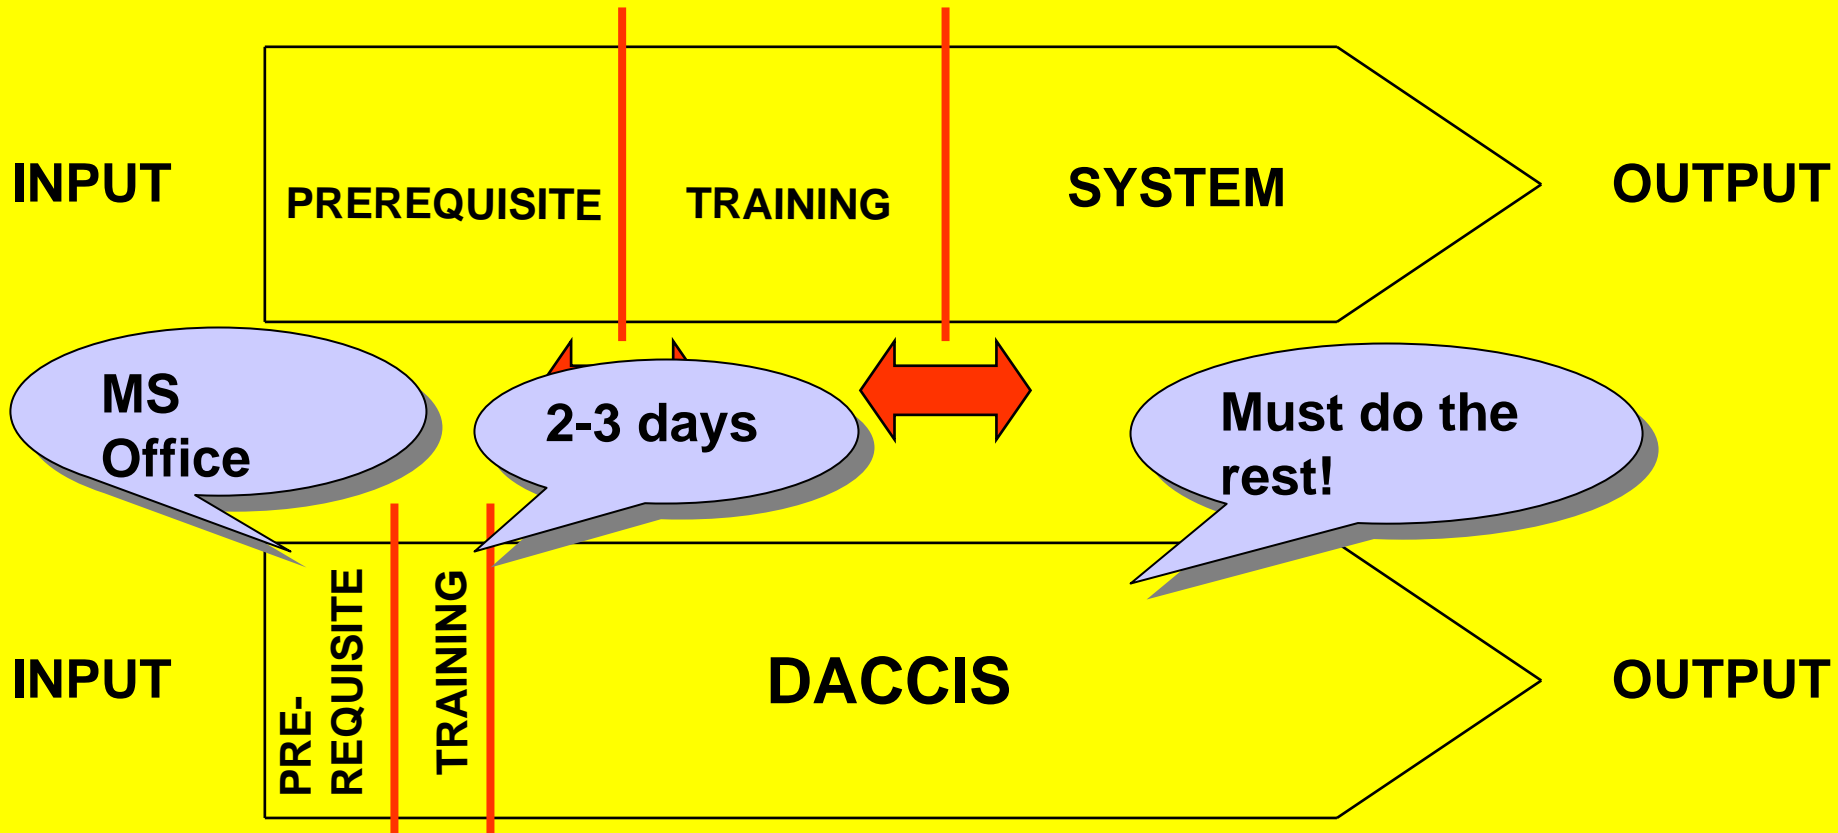 INPUT
PREREQUISITE
TRAINING
SYSTEM
OUTPUT
MS
Office
2-3 days
Must do the
rest!
INPUT
PRE-
REQUISITE
TRAINING
DACCIS
OUTPUT